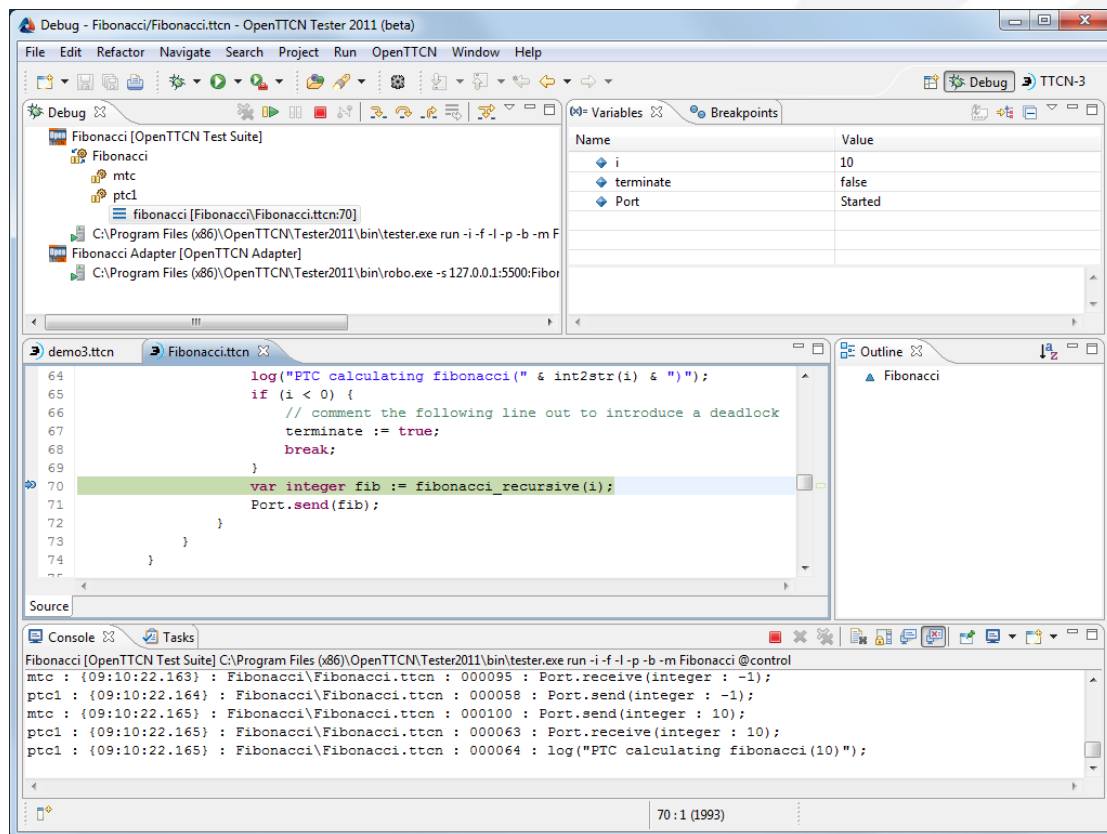 Debug - Fibonacci/Fibonacci.ttcn - OpenTTCN Tester 2011 (beta)
File Edit Refactor Navigate Search Project Run OpenTTCN Window Help
Debug TTCN-3
Debug
Fibonacci [OpenTTCN Test Suite]
Fibonacci
mtc
ptc1
fibonacci [Fibonacci\Fibonacci.ttcn:70]
C:\Program Files (x86)\OpenTTCN\Tester2011\bin\tester.exe run -i -f -l -p -b -m F
Fibonacci Adapter [OpenTTCN Adapter]
C:\Program Files (x86)\OpenTTCN\Tester2011\bin\robo.exe -s 127.0.0.1:5500:Fibor
(x)= Variables Breakpoints
Name Value
i 10
terminate false
Port Started
demo3.ttcn Fibonacci.ttcn
64 log("PTC calculating fibonacci(" & int2str(i) & ")");
65 if (i < 0) {
66 // comment the following line out to introduce a deadlock
67 terminate := true;
68 break;
69 }
70 var integer fib := fibonacci_recursive(i);
71 Port.send(fib);
72 }
73 }
74 }
75
Source
Outline
Fibonacci
Console Tasks
Fibonacci [OpenTTCN Test Suite] C:\Program Files (x86)\OpenTTCN\Tester2011\bin\tester.exe run -i -f -l -p -b -m Fibonacci @control
mtc : {09:10:22.163} : Fibonacci\Fibonacci.ttcn : 000095 : Port.receive(integer : -1);
ptc1 : {09:10:22.164} : Fibonacci\Fibonacci.ttcn : 000058 : Port.send(integer : -1);
mtc : {09:10:22.165} : Fibonacci\Fibonacci.ttcn : 000100 : Port.send(integer : 10);
ptc1 : {09:10:22.165} : Fibonacci\Fibonacci.ttcn : 000063 : Port.receive(integer : 10);
ptc1 : {09:10:22.165} : Fibonacci\Fibonacci.ttcn : 000064 : log("PTC calculating fibonacci(10)");
70 : 1 (1993)